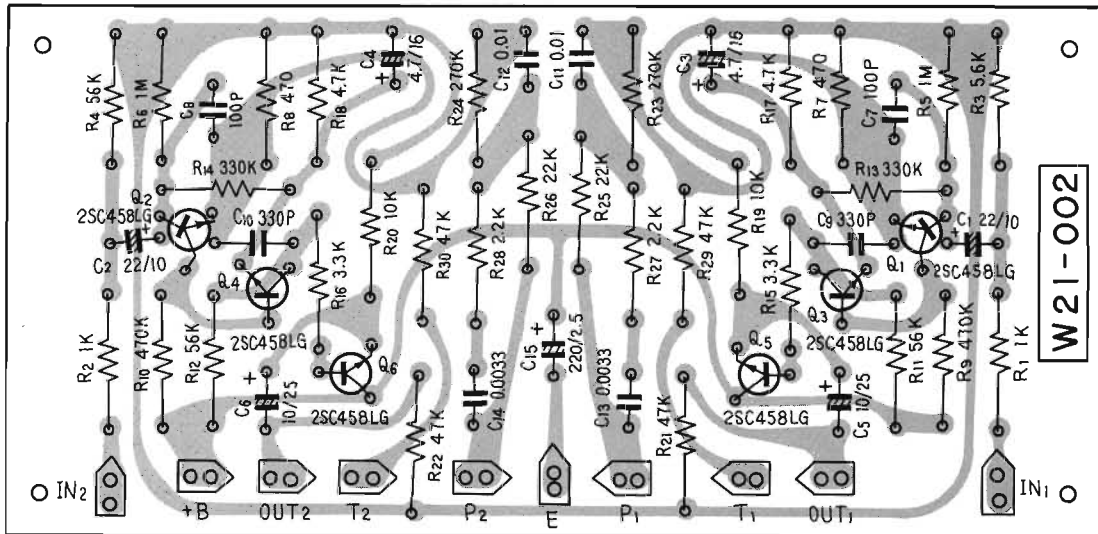 R4 56K
R6 1M
C8 100P
R8 470
R18 4.7K
C4 4.7/16
+
R24 270K
C12 0.01
C11 0.01
R23 270K
C3 4.7/16
+
R17 4.7K
R7 470
C7 100P
R5 1M
R3 5.6K
R14 330K
R13 330K
Q2
2SC458LG
C10 330P
C2 22/10
+
Q4
2SC458LG
R16 3.3K
R20 10K
R30 47K
R28 2.2K
R26 22K
R25 22K
R27 2.2K
R29 47K
R19 10K
R15 3.3K
C9 330P
Q1
2SC458LG
C1 22/10
+
Q3
W21-002
R2 1K
R10 470K
R12 56K
C6 10/25
+
Q6
2SC458LG
R22 47K
C14 0.0033
C15 220/2.5
+
C13 0.0033
R21 47K
Q5
2SC458LG
C5 10/25
+
R11 56K
R9 470K
R1 1K
IN2
+B
OUT2
T2
P2
E
P1
T1
OUT1
IN1